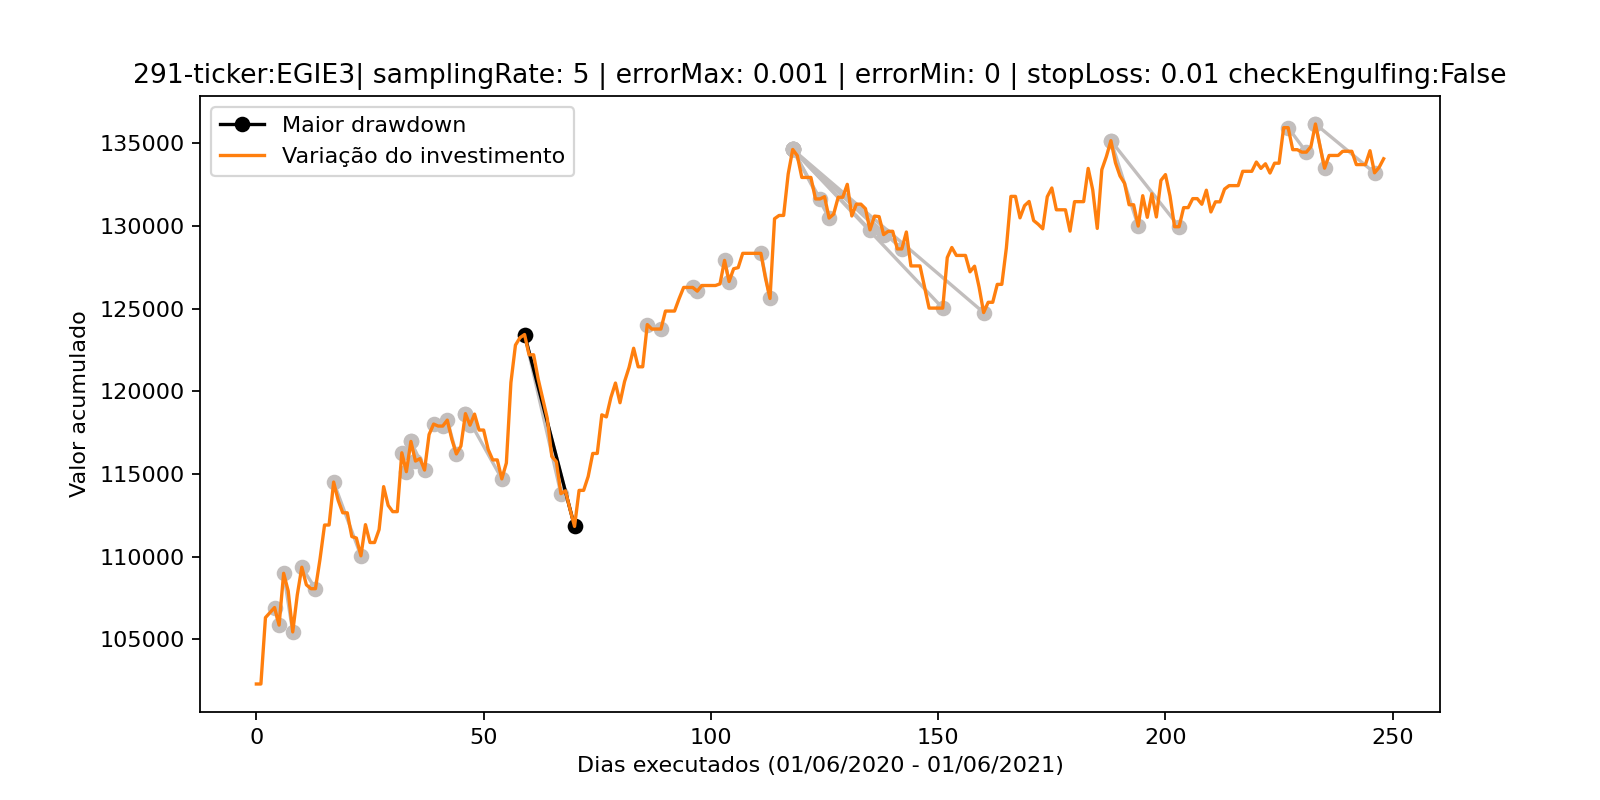 291-ticker:EGIE3| samplingRate: 5 | errorMax: 0.001 | errorMin: 0 | stopLoss: 0.01 checkEngulfing:False
Maior drawdown
Variação do investimento
Valor acumulado
135000
130000
125000
120000
115000
110000
105000
0 50 100 150 200 250
Dias executados (01/06/2020 - 01/06/2021)